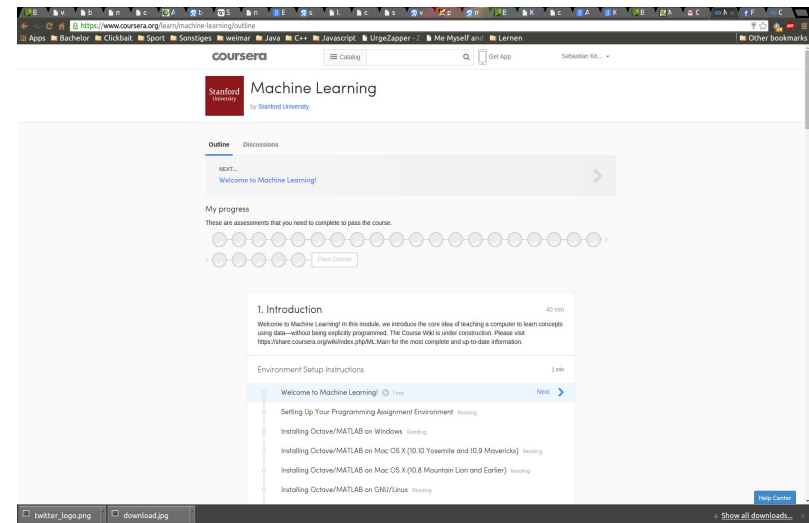 https://www.coursera.org/learn/machine-learning/outline
Apps Bachelor Clickbait Sport Sonstiges weimar Java C++ Javascript UrgeZapper - Z Me Myself and Lernen Other bookmarks
coursera Catalog Get App Sebastian Kö...
Stanford
University
Machine Learning
by Stanford University
Outline Discussions
NEXT...
Welcome to Machine Learning!
My progress
These are assessments that you need to complete to pass the course.
Pass Course
1. Introduction 40 min
Welcome to Machine Learning! In this module, we introduce the core idea of teaching a computer to learn concepts
using data—without being explicitly programmed. The Course Wiki is under construction. Please visit
https://share.coursera.org/wiki/index.php/ML:Main for the most complete and up-to-date information.
Environment Setup Instructions 1 min
Welcome to Machine Learning! 1 min Next
Setting Up Your Programming Assignment Environment Reading
Installing Octave/MATLAB on Windows Reading
Installing Octave/MATLAB on Mac OS X (10.10 Yosemite and 10.9 Mavericks) Reading
Installing Octave/MATLAB on Mac OS X (10.8 Mountain Lion and Earlier) Reading
Installing Octave/MATLAB on GNU/Linux Reading
Help Center
twitter_logo.png download.jpg Show all downloads...